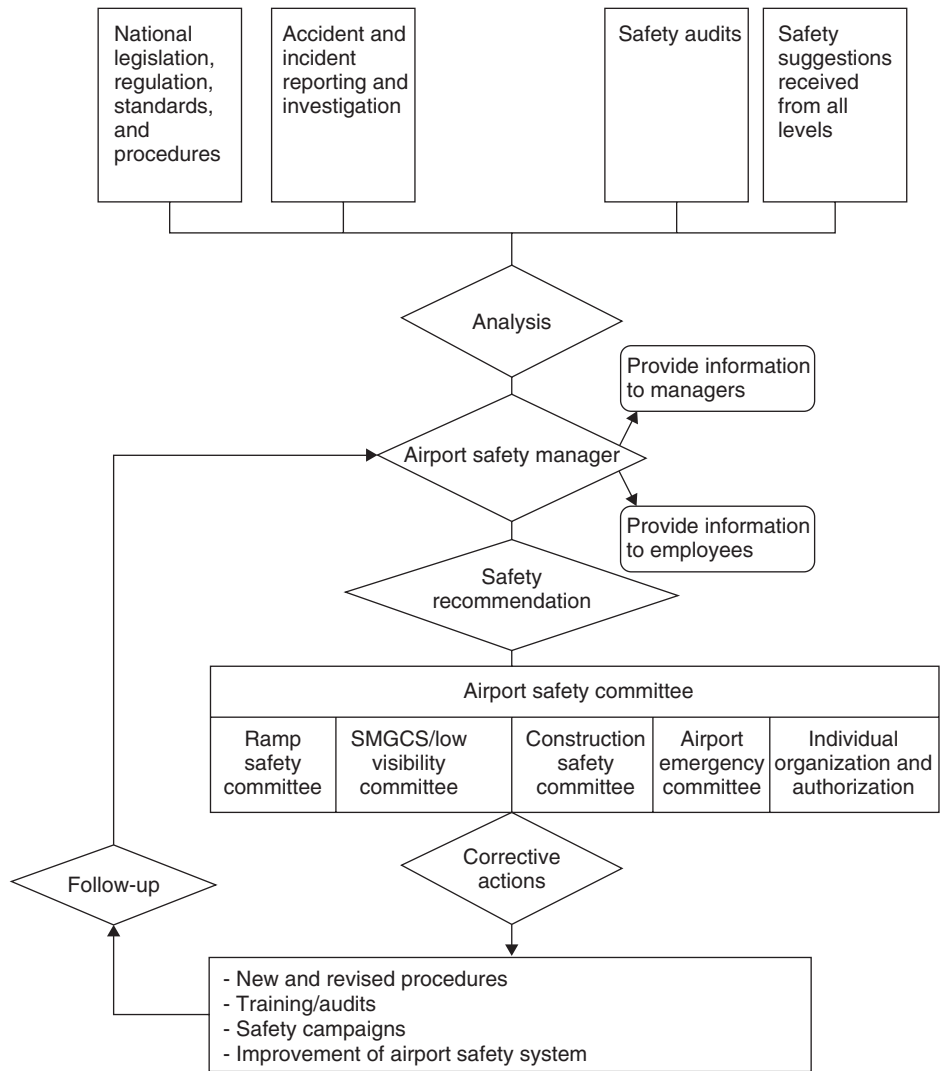 National
legislation,
regulation,
standards,
and
procedures
Accident and
incident
reporting and
investigation
Safety audits
Safety
suggestions
received
from all
levels
Analysis
Provide information
to managers
Airport safety manager
Provide information
to employees
Safety
recommendation
Airport safety committee
Ramp
safety
committee
SMGCS/low
visibility
committee
Construction
safety
committee
Airport
emergency
committee
Individual
organization and
authorization
Corrective
actions
Follow-up
- New and revised procedures
- Training/audits
- Safety campaigns
- Improvement of airport safety system